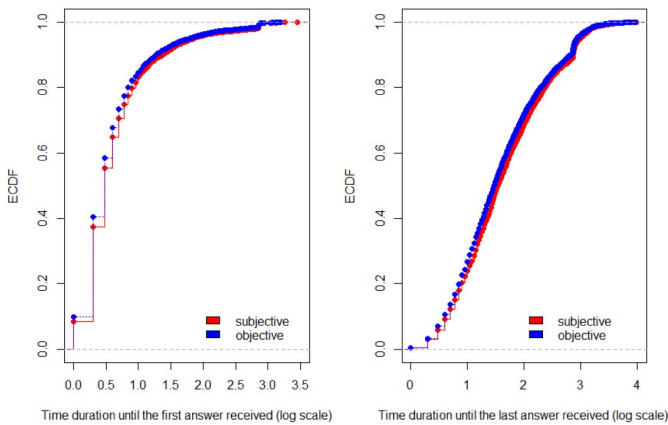 ECDF
1.0
0.8
0.6
0.4
0.2
0.0
subjective
objective
0.0 0.5 1.0 1.5 2.0 2.5 3.0 3.5
Time duration until the first answer received (log scale)
ECDF
1.0
0.8
0.6
0.4
0.2
0.0
subjective
objective
0 1 2 3 4
Time duration until the last answer received (log scale)